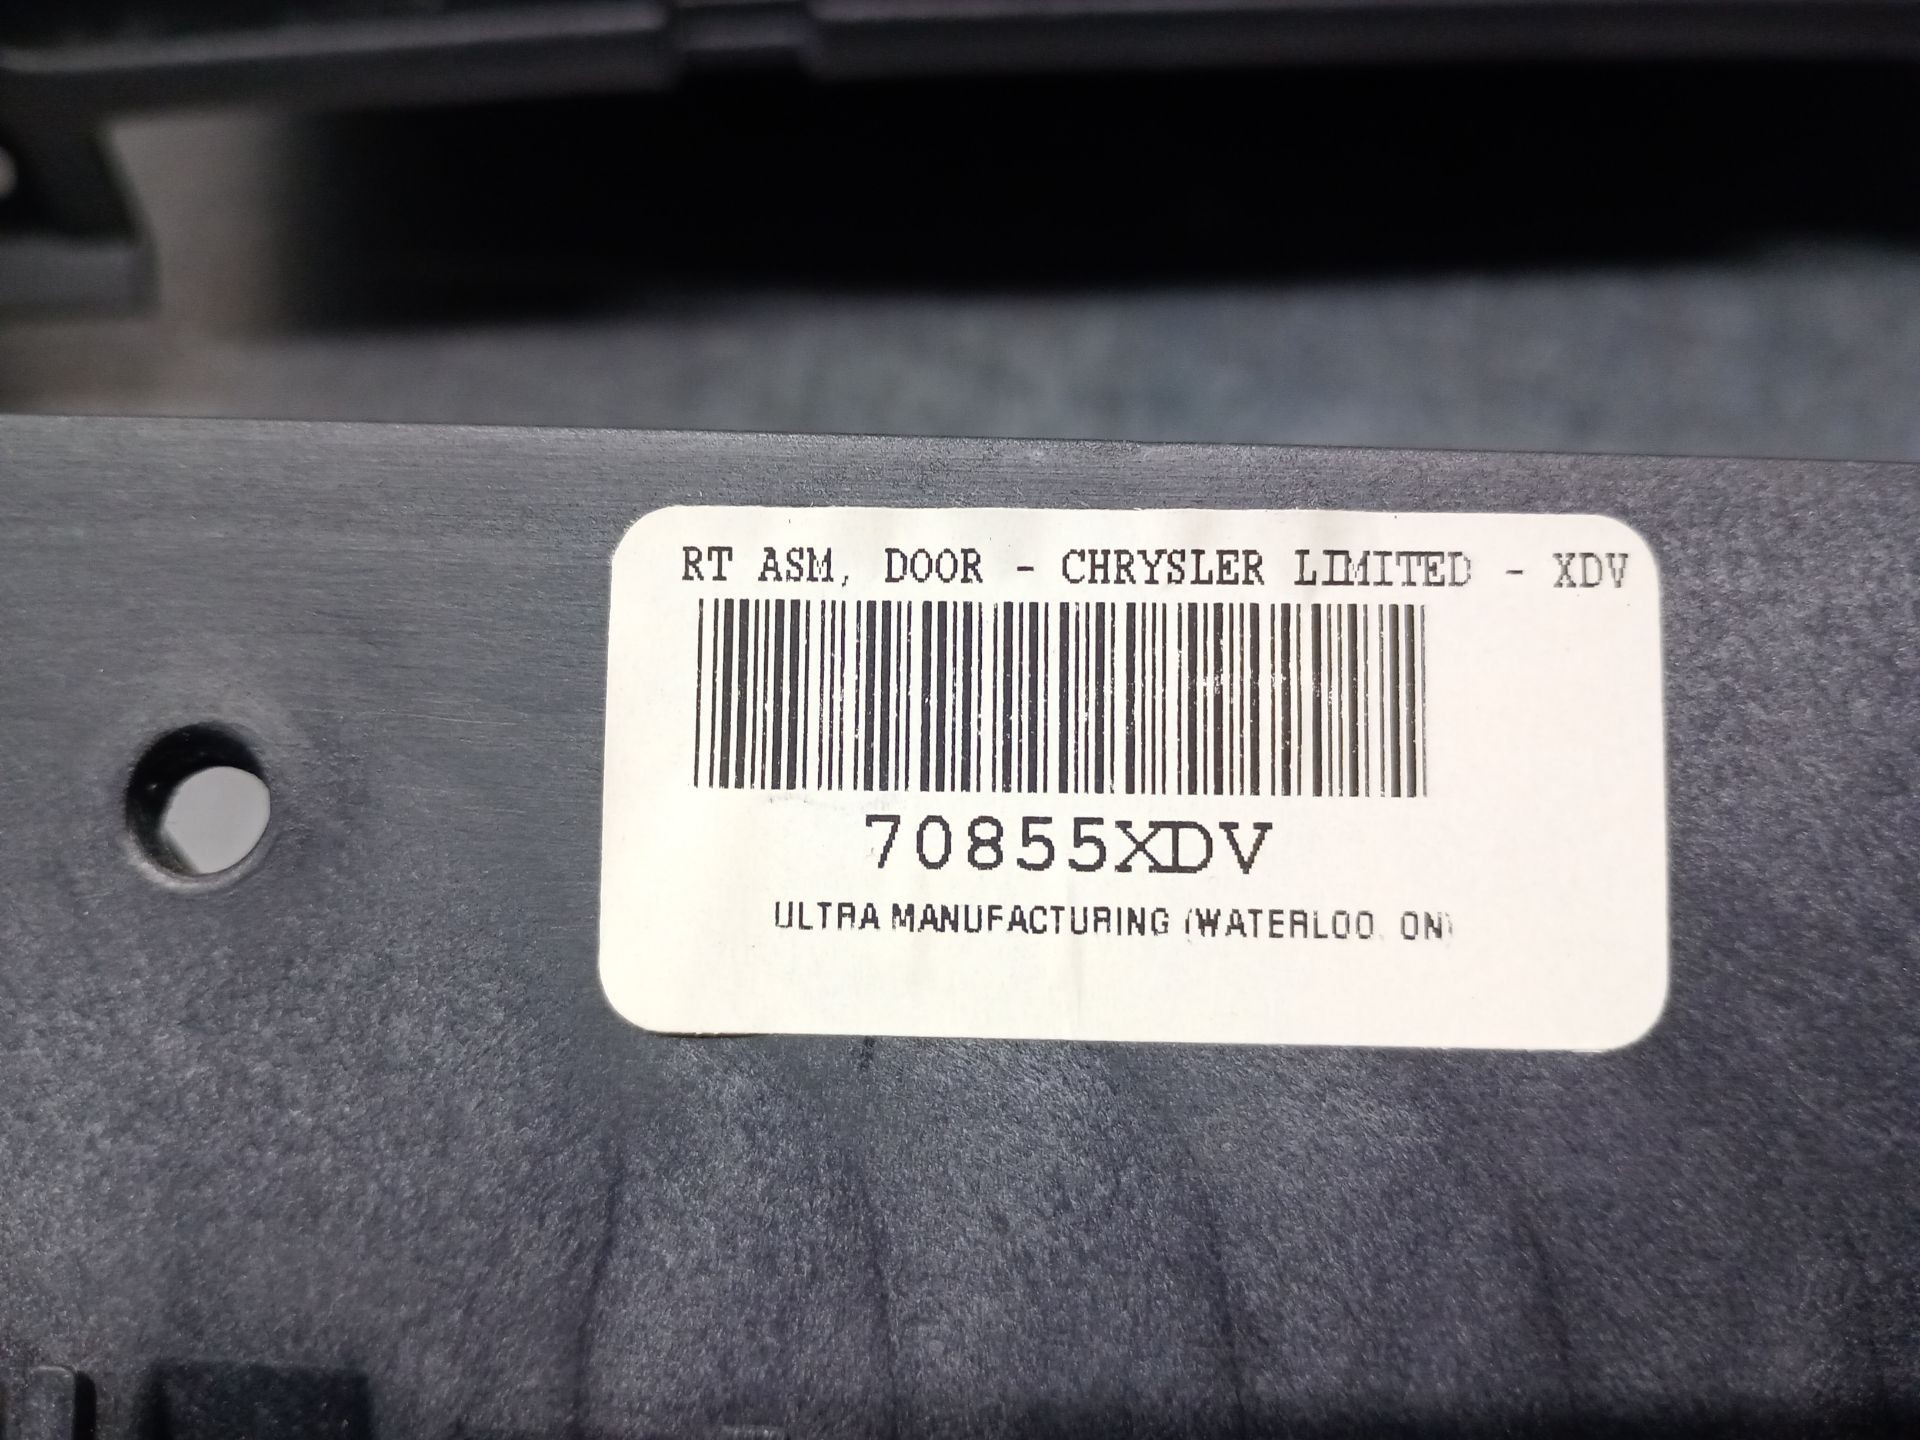 RT ASM, DOOR - CHRYSLER LIMITED - XDV
70855XDV
ULTRA MANUFACTURING (WATERLOO, ON)